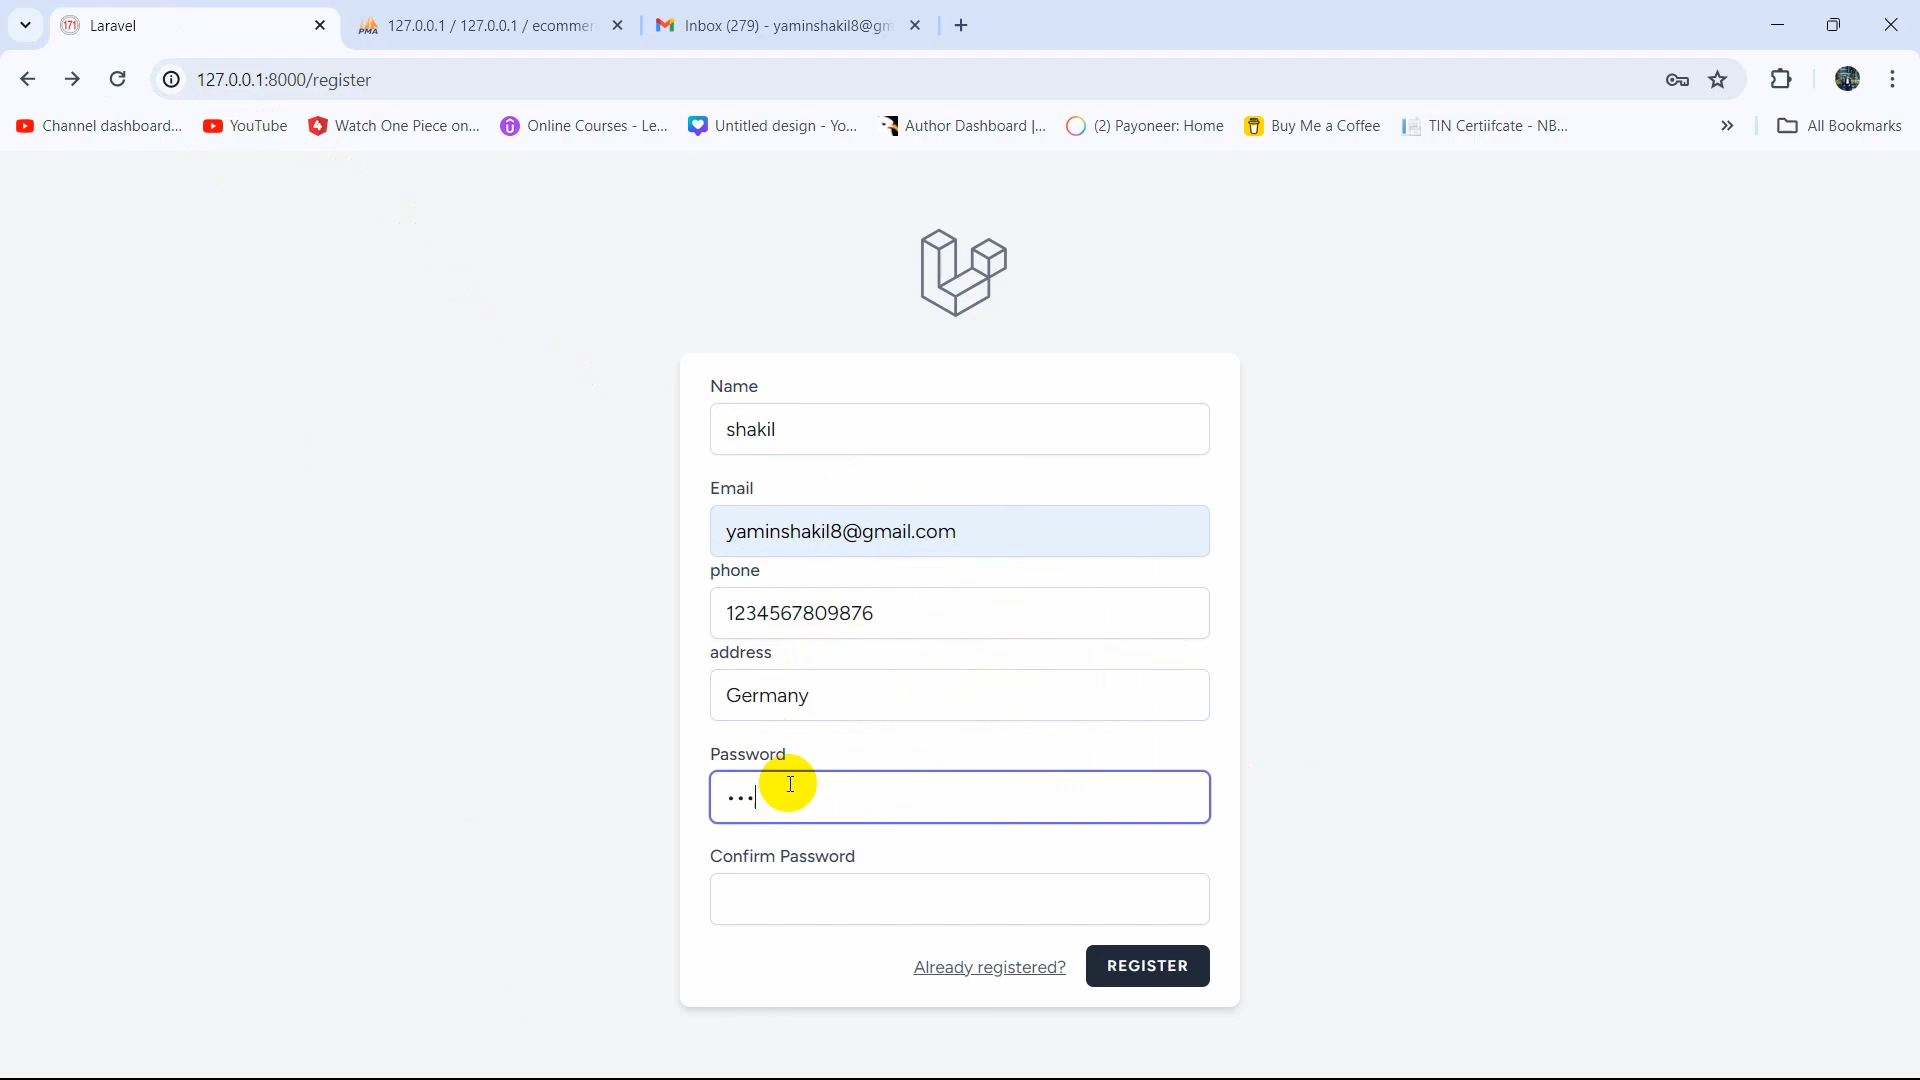 Laravel
127.0.0.1 / 127.0.0.1 / ecommer
Inbox (279) - yaminshakil8@gm
127.0.0.1:8000/register
Channel dashboard...
YouTube
Watch One Piece on...
Online Courses - Le...
Untitled design - Yo...
Author Dashboard |...
(2) Payoneer: Home
Buy Me a Coffee
TIN Certiifcate - NB...
All Bookmarks
Name
shakil
Email
yaminshakil8@gmail.com
phone
1234567809876
address
Germany
Password
Confirm Password
Already registered?
REGISTER